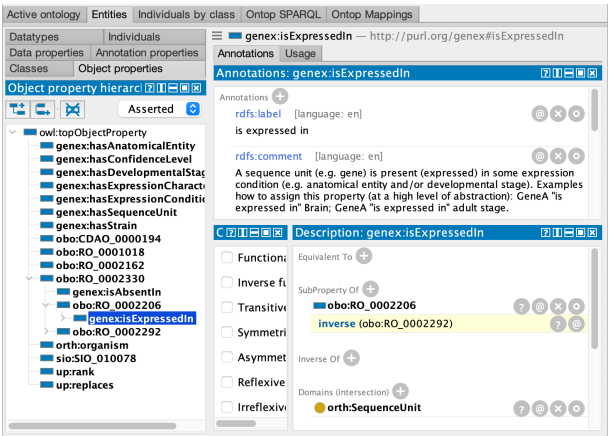 Active ontology Entities Individuals by class Ontop SPARQL Ontop Mappings
Datatypes Individuals
Data properties Annotation properties
Classes Object properties
Object property hierarc
Asserted
owl:topObjectProperty
genex:hasAnatomicalEntity
genex:hasConfidenceLevel
genex:hasDevelopmentalStag
genex:hasExpressionCharact
genex:hasExpressionConditi
genex:hasSequenceUnit
genex:hasStrain
obo:CDAO_0000194
obo:RO_0001018
obo:RO_0002162
obo:RO_0002330
genex:isAbsentIn
obo:RO_0002206
genex:isExpressedIn
obo:RO_0002292
orth:organism
sio:SIO_010078
up:rank
up:replaces
genex:isExpressedIn — http://purl.org/genex#isExpressedIn
Annotations Usage
Annotations: genex:isExpressedIn
Annotations
rdfs:label [language: en]
is expressed in
rdfs:comment [language: en]
A sequence unit (e.g. gene) is present (expressed) in some expression
condition (e.g. anatomical entity and/or developmental stage). Examples
how to assign this property (at a high level of abstraction): GeneA "is
expressed in" Brain; GeneA "is expressed in" adult stage.
C
Functiona
Inverse fu
Transitive
Symmetri
Asymmet
Reflexive
Irreflexive
Description: genex:isExpressedIn
Equivalent To
SubProperty Of
obo:RO_0002206
inverse (obo:RO_0002292)
Inverse Of
Domains (intersection)
orth:SequenceUnit